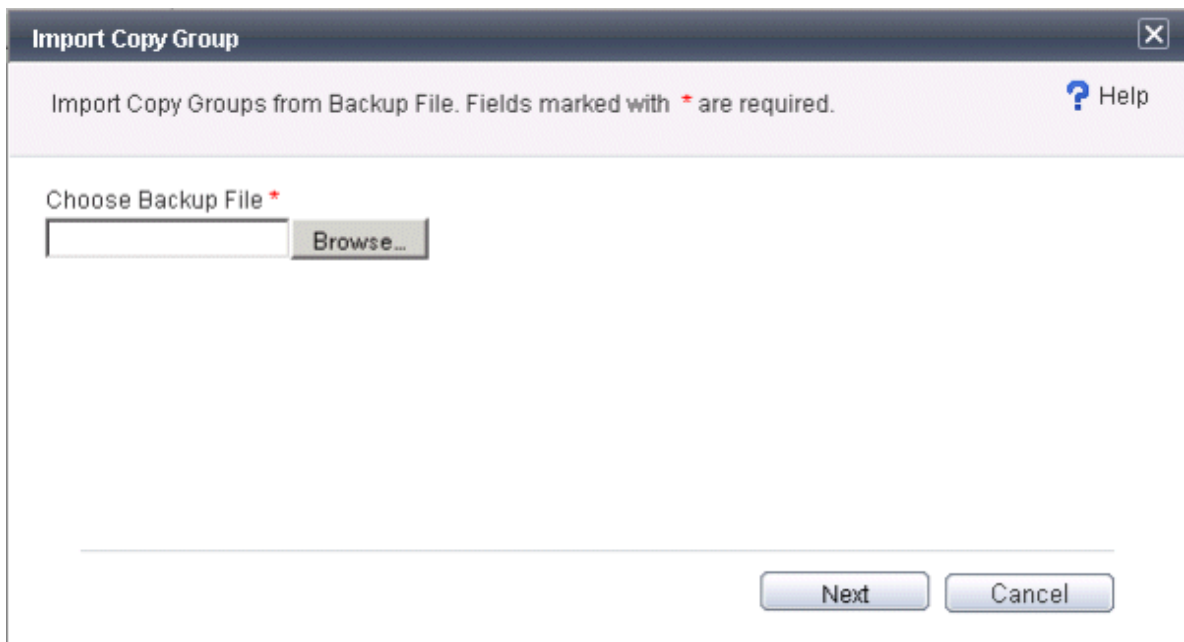 Import Copy Group
Import Copy Groups from Backup File. Fields marked with * are required.
? Help
Choose Backup File *
Browse...
Next
Cancel